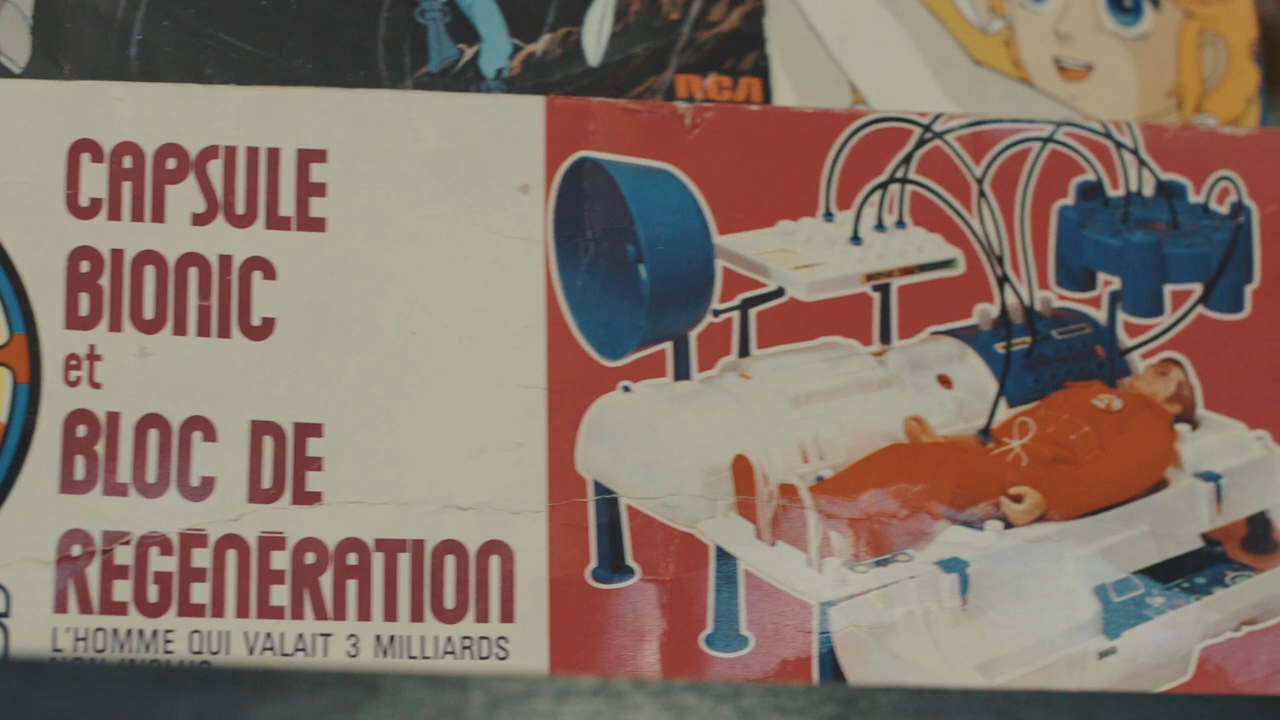 RCA
CAPSULE
BIONIC
et
BLOC DE
REGÉNÉRATION
L'HOMME QUI VALAIT 3 MILLIARDS